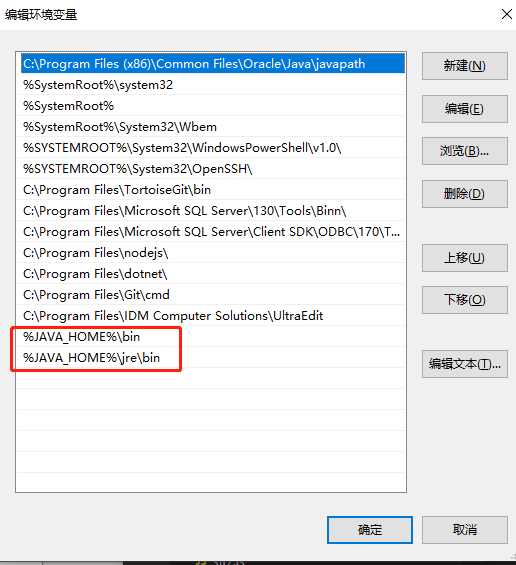 编辑环境变量
C:\Program Files (x86)\Common Files\Oracle\Java\javapath
%SystemRoot%\system32
%SystemRoot%
%SystemRoot%\System32\Wbem
%SYSTEMROOT%\System32\WindowsPowerShell\v1.0\
%SYSTEMROOT%\System32\OpenSSH\
C:\Program Files\TortoiseGit\bin
C:\Program Files\Microsoft SQL Server\130\Tools\Binn\
C:\Program Files\Microsoft SQL Server\Client SDK\ODBC\170\T...
C:\Program Files\nodejs\
C:\Program Files\dotnet\
C:\Program Files\Git\cmd
C:\Program Files\IDM Computer Solutions\UltraEdit
%JAVA_HOME%\bin
%JAVA_HOME%\jre\bin
新建(N)
编辑(E)
浏览(B)...
删除(D)
上移(U)
下移(O)
编辑文本(T)...
确定
取消